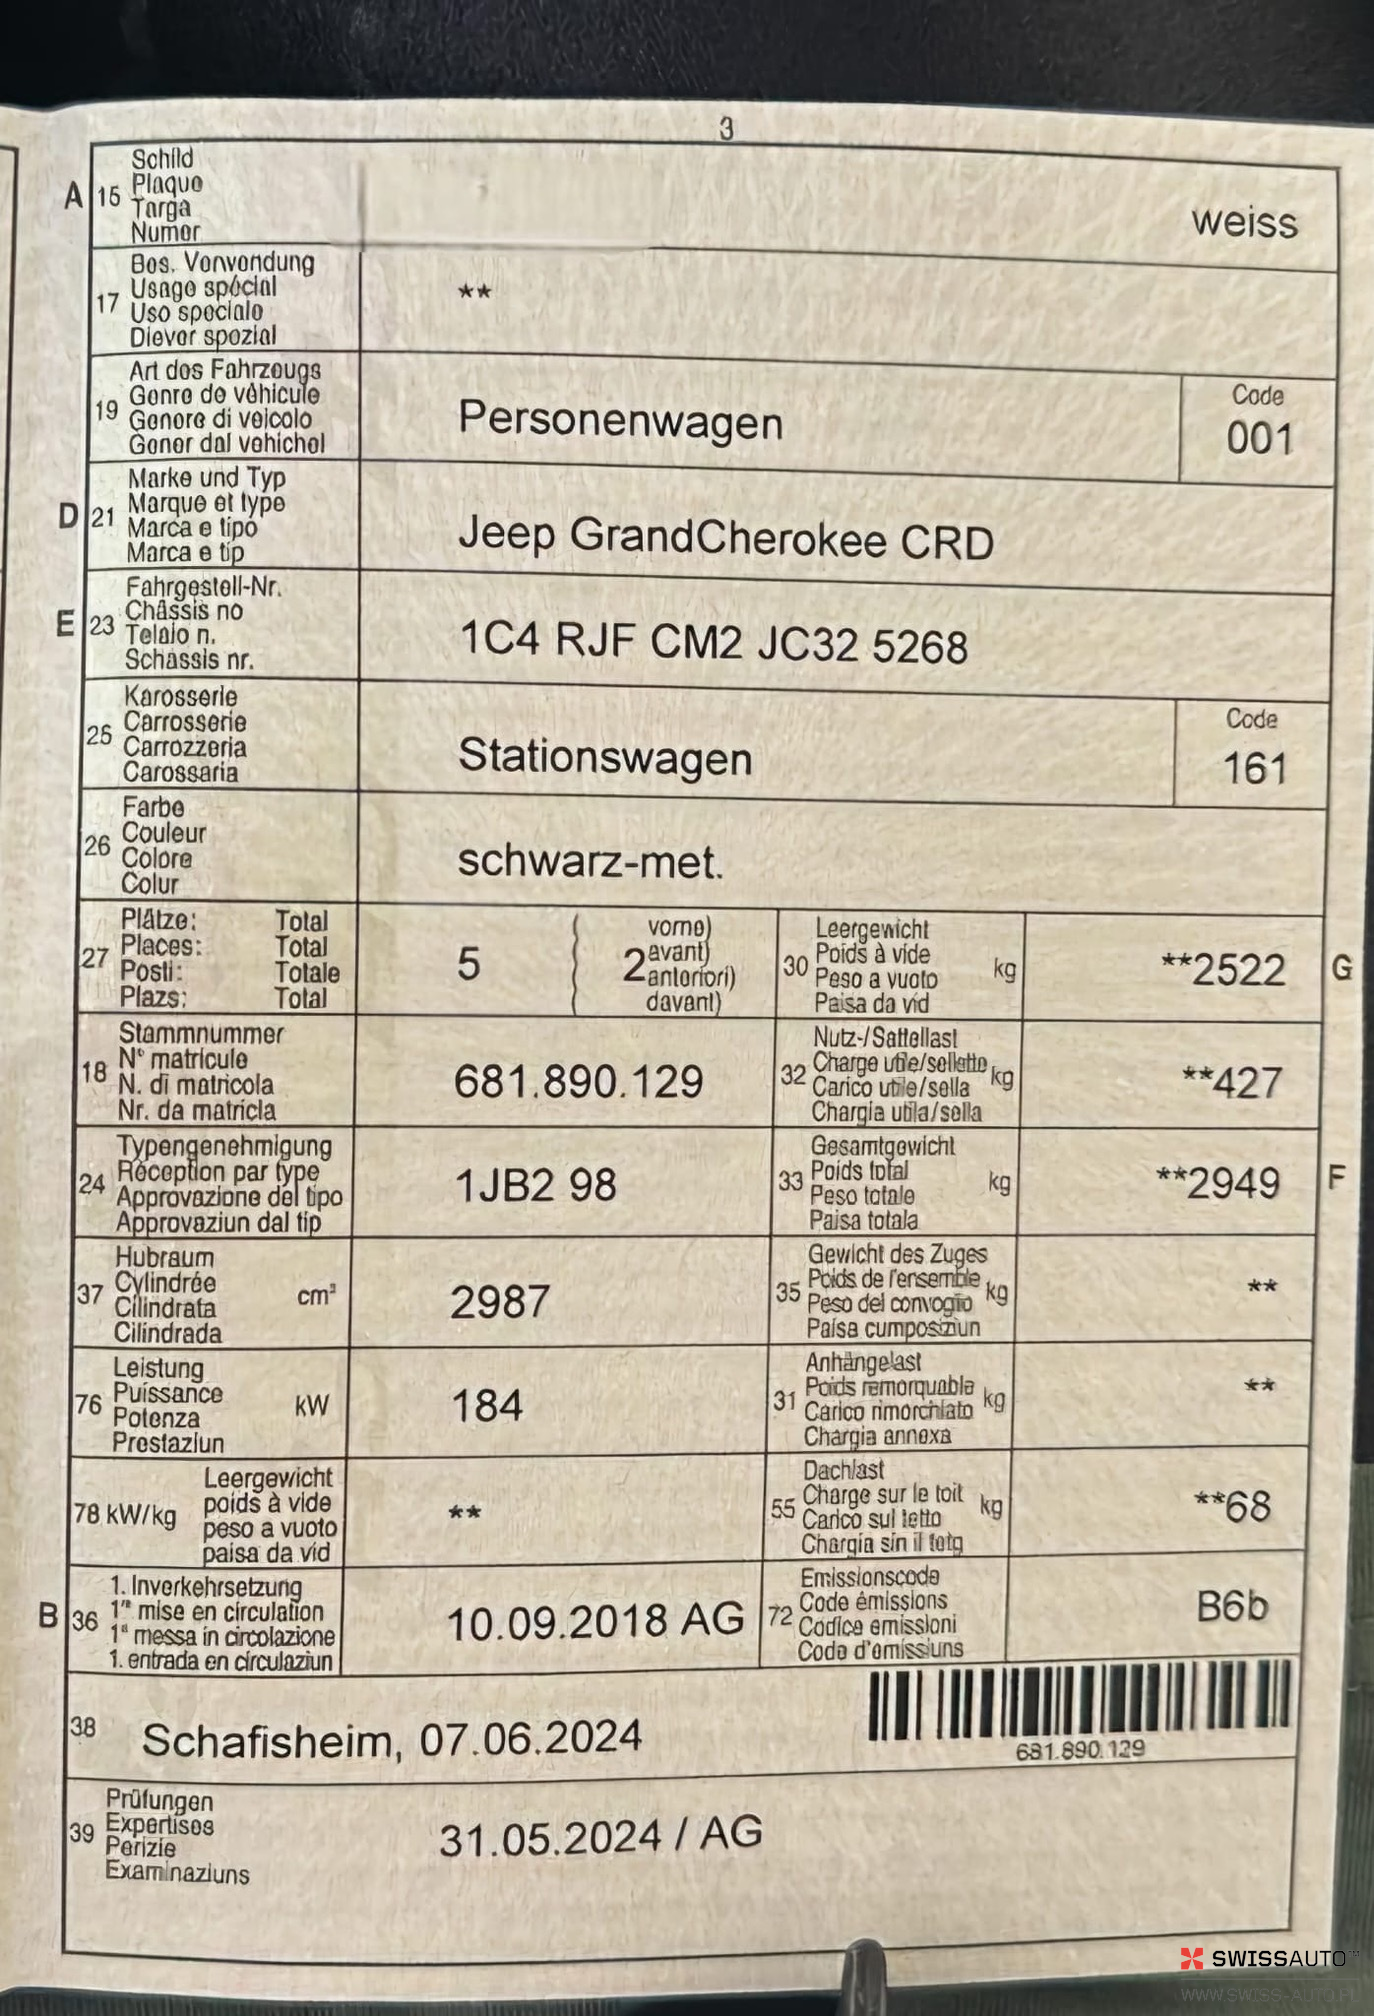 3
A 15 Schild
Plaque
Targa
Numer
weiss
17 Bes. Verwendung
Usage spécial
Uso speciale
Diever spezial
**
19 Art des Fahrzeugs
Genre de véhicule
Genere di veicolo
Gener dal vehichel
Personenwagen
Code
001
D 21 Marke und Typ
Marque et type
Marca e tipo
Marca e tip
Jeep GrandCherokee CRD
E 23 Fahrgestell-Nr.
Châssis no
Telaio n.
Schassis nr.
1C4 RJF CM2 JC32 5268
25 Karosserie
Carrosserie
Carrozzeria
Carossaria
Stationswagen
Code
161
26 Farbe
Couleur
Colore
Colur
schwarz-met.
27 Plätze: Total
Places: Total
Posti: Totale
Plazs: Total
5
2
vorne)
avant)
anteriori)
davant)
30 Leergewicht
Poids à vide
Peso a vuoto
Paisa da vid
kg
**2522
G
18 Stammnummer
N° matricule
N. di matricola
Nr. da matricla
681.890.129
32 Nutz-/Sattellast
Charge utile/sellette
Carico utile/sella
Chargia utila/sella
kg
**427
24 Typengenehmigung
Réception par type
Approvazione del tipo
Approvaziun dal tip
1JB2 98
33 Gesamtgewicht
Poids total
Peso totale
Paisa totala
kg
**2949
F
37 Hubraum
Cylindrée
Cilindrata
Cilindrada
cm³
2987
35 Gewicht des Zuges
Poids de l'ensemble
Peso del convoglio
Paisa cumposiziun
kg
**
76 Leistung
Puissance
Potenza
Prestaziun
kW
184
31 Anhängelast
Poids remorquable
Carico rimorchiato
Chargia annexa
kg
**
78 kW/kg
Leergewicht
poids à vide
peso a vuoto
paisa da vid
**
55 Dachlast
Charge sur le toit
Carico sul tetto
Chargia sin il tetg
kg
**68
B 36 1. Inverkehrsetzung
1re mise en circulation
1a messa in circolazione
1. entrada en circulaziun
10.09.2018 AG
72 Emissionscode
Code émissions
Codice emissioni
Code d'emissiuns
B6b
38 Schafisheim, 07.06.2024
681.890.129
39 Prüfungen
Expertises
Perizie
Examinaziuns
31.05.2024 / AG
SWISSAUTO™
WWW.SWISS-AUTO.PL